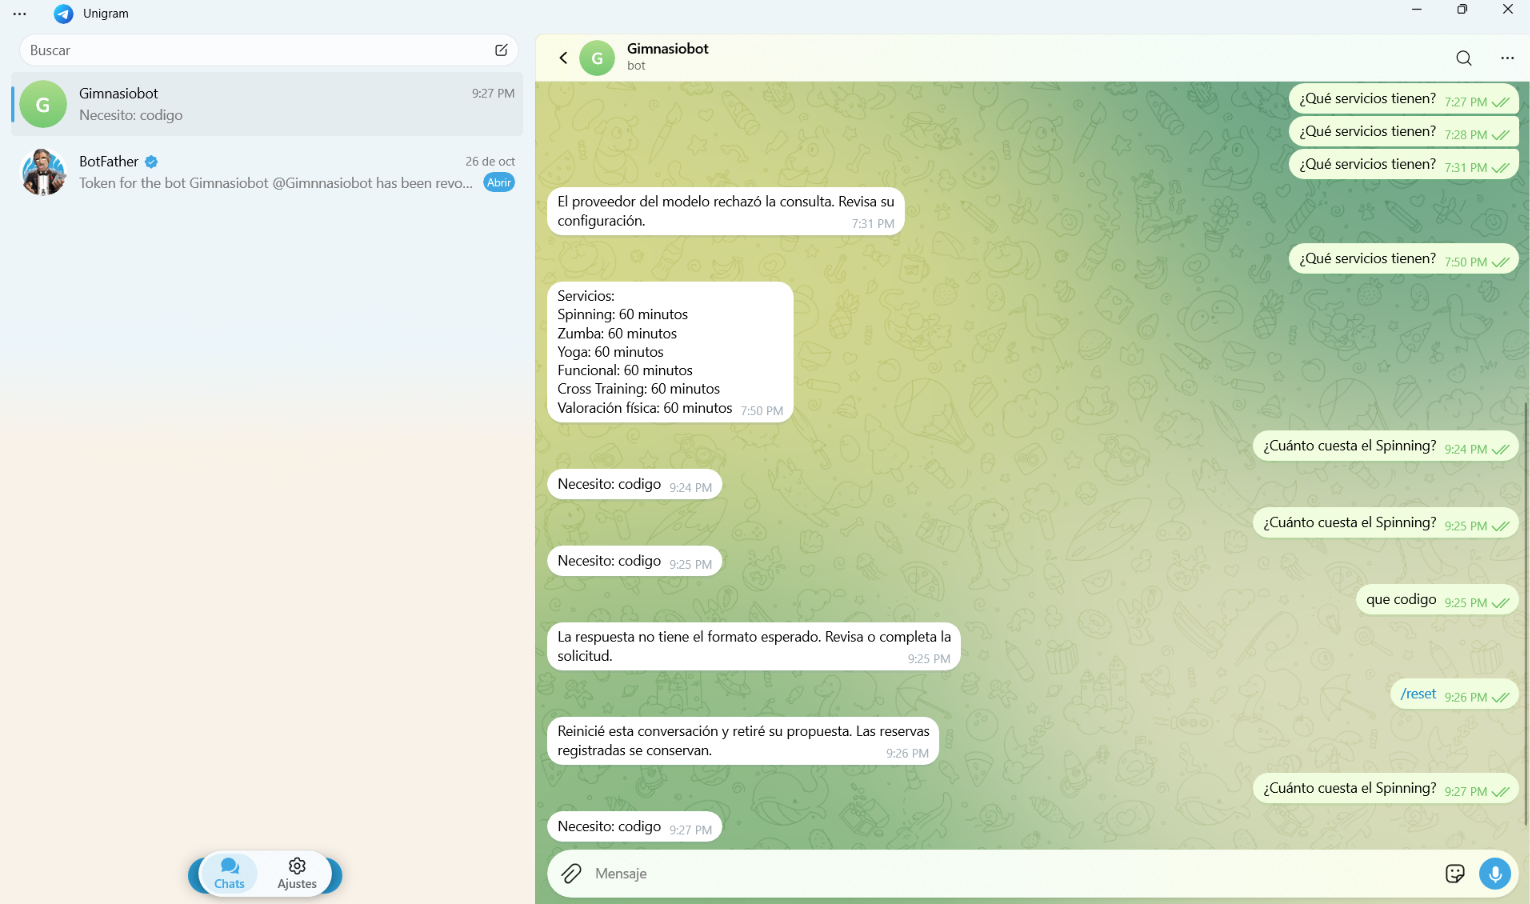 Unigram
Buscar
G
Gimnasiobot
9:27 PM
Necesito: codigo
BotFather
26 de oct
Token for the bot Gimnasiobot @Gimnnasiobot has been revo...
Abrir
Chats
Ajustes
G
Gimnasiobot
bot
¿Qué servicios tienen? 7:27 PM
¿Qué servicios tienen? 7:28 PM
¿Qué servicios tienen? 7:31 PM
El proveedor del modelo rechazó la consulta. Revisa su
configuración. 7:31 PM
¿Qué servicios tienen? 7:50 PM
Servicios:
Spinning: 60 minutos
Zumba: 60 minutos
Yoga: 60 minutos
Funcional: 60 minutos
Cross Training: 60 minutos
Valoración física: 60 minutos 7:50 PM
¿Cuánto cuesta el Spinning? 9:24 PM
Necesito: codigo 9:24 PM
¿Cuánto cuesta el Spinning? 9:25 PM
Necesito: codigo 9:25 PM
que codigo 9:25 PM
La respuesta no tiene el formato esperado. Revisa o completa la
solicitud. 9:25 PM
/reset 9:26 PM
Reinicié esta conversación y retiré su propuesta. Las reservas
registradas se conservan. 9:26 PM
¿Cuánto cuesta el Spinning? 9:27 PM
Necesito: codigo 9:27 PM
Mensaje